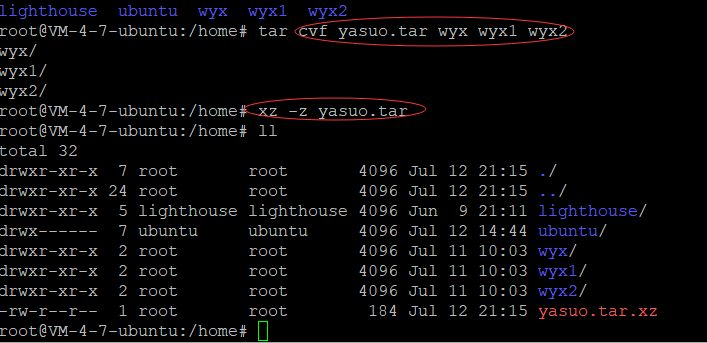 lighthouse  ubuntu  wyx  wyx1  wyx2
root@VM-4-7-ubuntu:/home# tar cvf yasuo.tar wyx wyx1 wyx2
wyx/
wyx1/
wyx2/
root@VM-4-7-ubuntu:/home# xz -z yasuo.tar
root@VM-4-7-ubuntu:/home# ll
total 32
drwxr-xr-x  7 root       root       4096 Jul 12 21:15 ./
drwxr-xr-x 24 root       root       4096 Jul 12 21:15 ../
drwxr-xr-x  5 lighthouse lighthouse 4096 Jun  9 21:11 lighthouse/
drwx------  7 ubuntu     ubuntu     4096 Jul 12 14:44 ubuntu/
drwxr-xr-x  2 root       root       4096 Jul 11 10:03 wyx/
drwxr-xr-x  2 root       root       4096 Jul 11 10:03 wyx1/
drwxr-xr-x  2 root       root       4096 Jul 11 10:03 wyx2/
-rw-r--r--  1 root       root        184 Jul 12 21:15 yasuo.tar.xz
root@VM-4-7-ubuntu:/home#